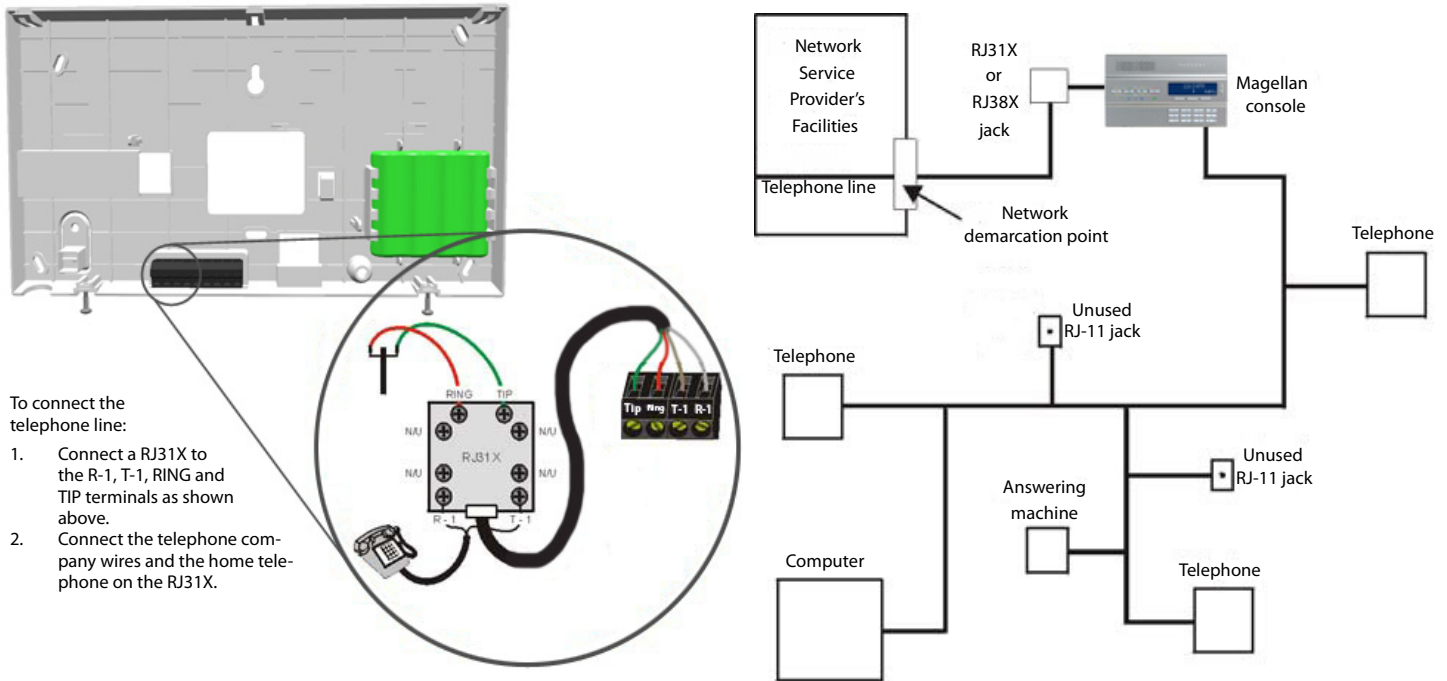 RING TIP
N/U N/U
RJ31X
N/U N/U
R - 1 T - 1
Tip Ring T-1 R-1
To connect the
telephone line:
1. Connect a RJ31X to
the R-1, T-1, RING and
TIP terminals as shown
above.
2. Connect the telephone com-
pany wires and the home tele-
phone on the RJ31X.
Network
Service
Provider's
Facilities
Telephone line
RJ31X
or
RJ38X
jack
Magellan
console
Network
demarcation point
Telephone
Unused
RJ-11 jack
Telephone
Unused
RJ-11 jack
Answering
machine
Computer
Telephone